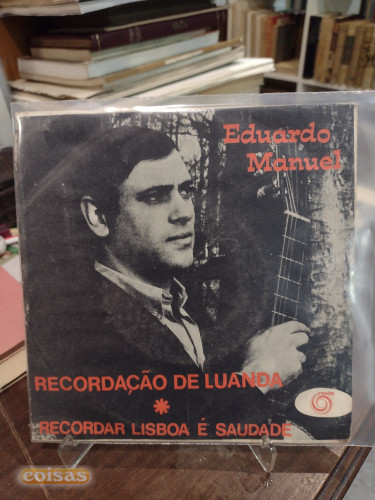 Eduardo
Manuel
RECORDAÇÃO DE LUANDA
*
RECORDAR LISBOA É SAUDADE
coisas